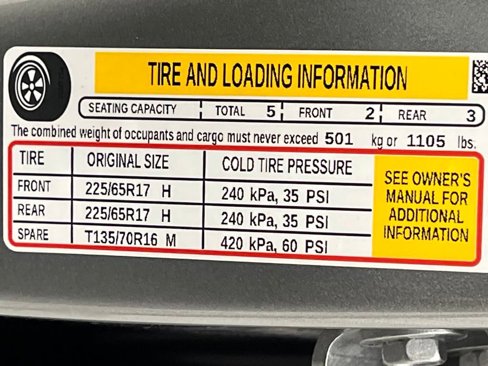 TIRE AND LOADING INFORMATION
SEATING CAPACITY TOTAL 5 FRONT 2 REAR 3
The combined weight of occupants and cargo must never exceed 501 kg or 1105 lbs.
TIRE ORIGINAL SIZE COLD TIRE PRESSURE
FRONT 225/65R17 H 240 kPa, 35 PSI
REAR 225/65R17 H 240 kPa, 35 PSI
SPARE T135/70R16 M 420 kPa, 60 PSI
SEE OWNER'S
MANUAL FOR
ADDITIONAL
INFORMATION